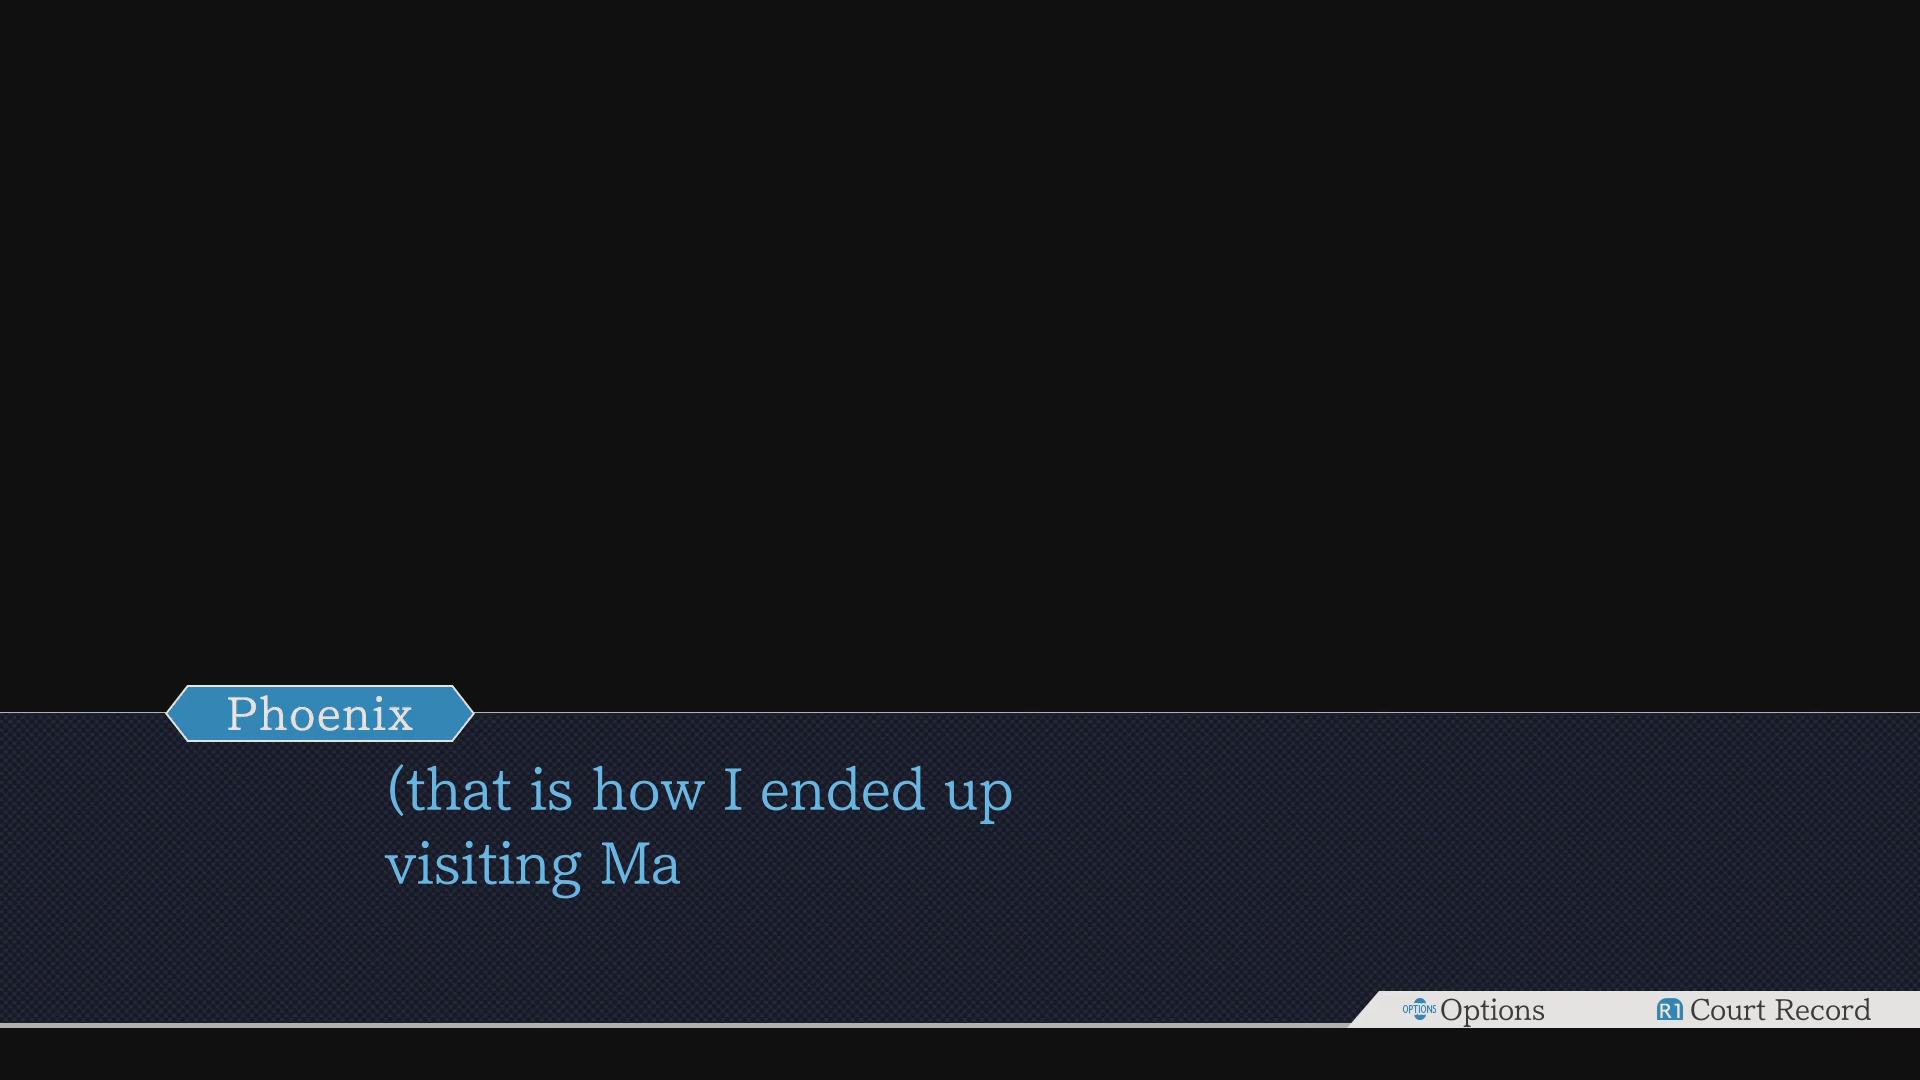 Phoenix
(that is how I ended up
visiting Ma
OPTIONS Options R1 Court Record